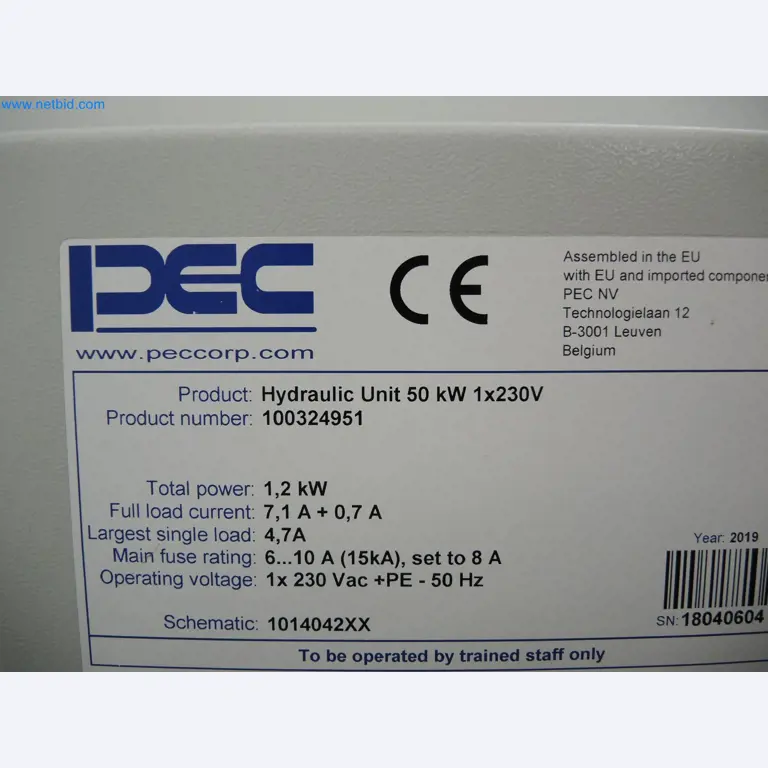 www.netbid.com
PEC
www.peccorp.com
CE
Assembled in the EU
with EU and imported
PEC NV
Technologielaan 12
B-3001 Leuven
Belgium
Product: Hydraulic Unit 50 kW 1x230V
Product number: 100324951
Total power: 1,2 kW
Full load current: 7,1 A + 0,7 A
Largest single load: 4,7A
Main fuse rating: 6...10 A (15kA), set to 8 A
Operating voltage: 1x 230 Vac +PE - 50 Hz
Schematic: 1014042XX
Year: 2019
SN: 18040604
To be operated by trained staff only